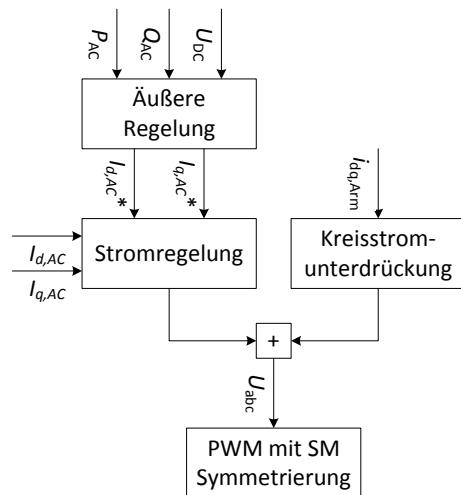 P_AC
Q_AC
U_DC
Äußere
Regelung
I_d,AC*
I_q,AC*
i_dq,Arm
I_d,AC
I_q,AC
Stromregelung
Kreisstrom-
unterdrückung
+
U_abc
PWM mit SM
Symmetrierung